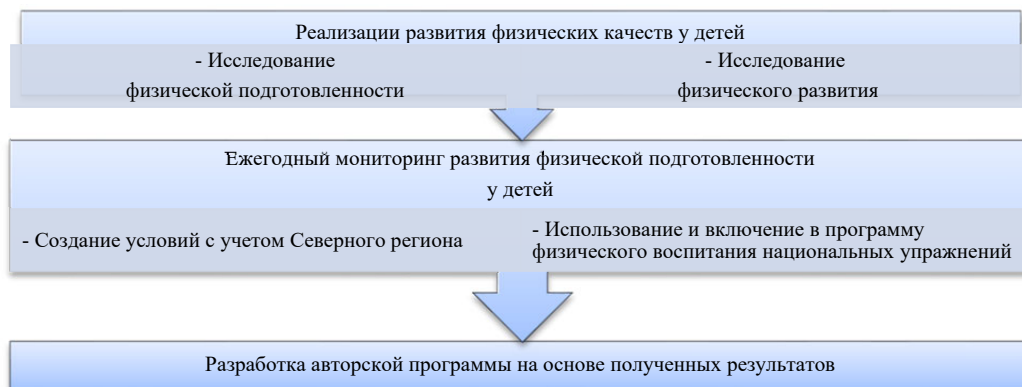 Реализации развития физических качеств у детей
- Исследование
физической подготовленности
- Исследование
физического развития
Ежегодный мониторинг развития физической подготовленности
у детей
- Создание условий с учетом Северного региона
- Использование и включение в программу
физического воспитания национальных упражнений
Разработка авторской программы на основе полученных результатов